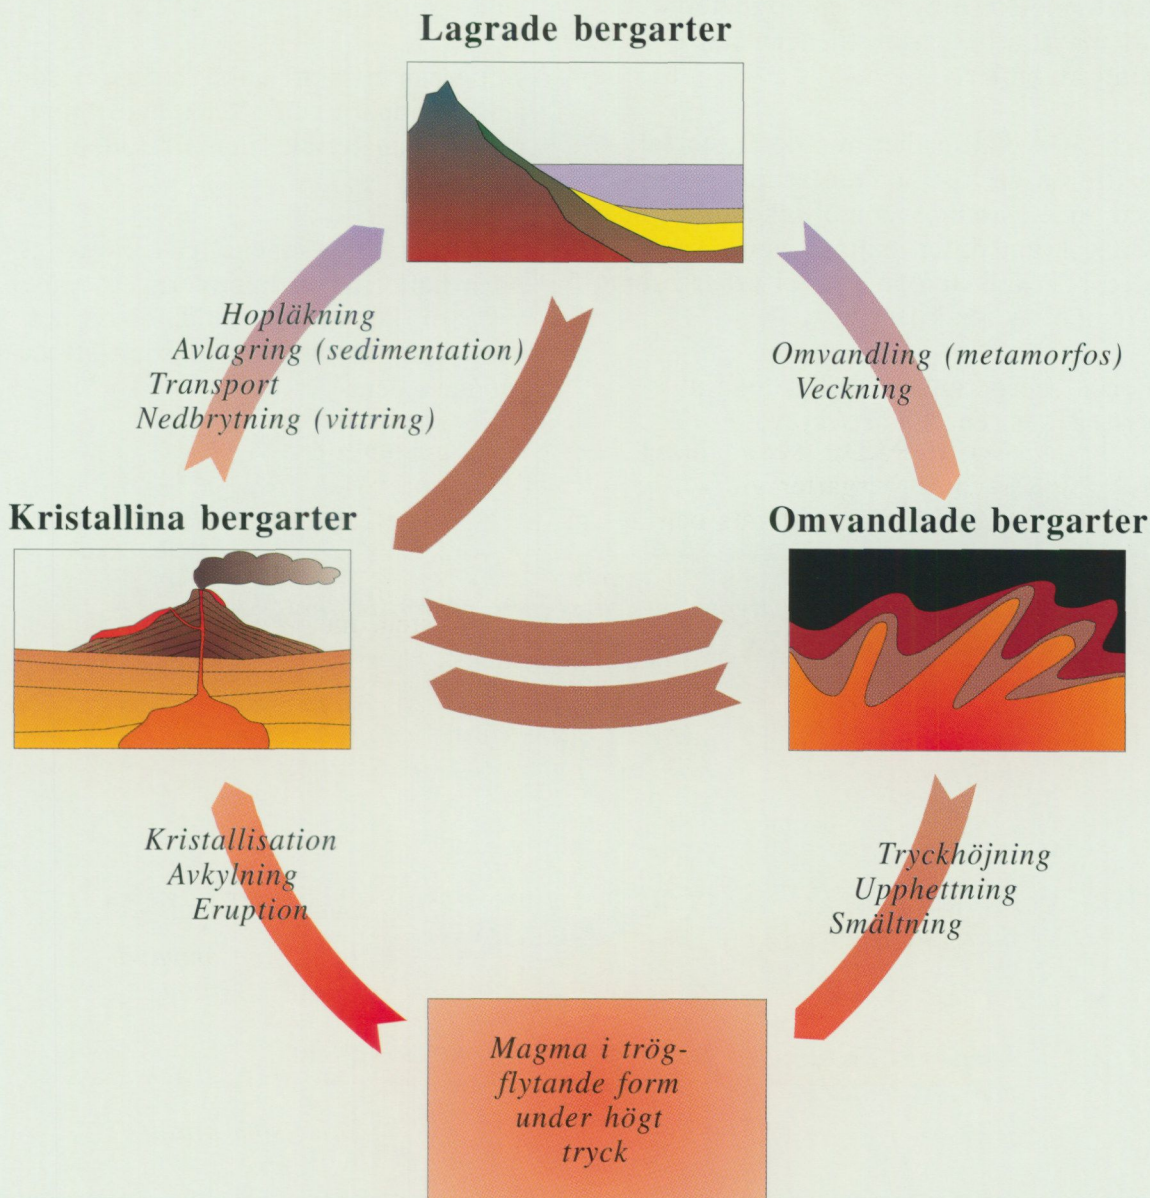 Lagrade bergarter
Hopläkning
Avlagring (sedimentation)
Transport
Nedbrytning (vittring)
Omvandling (metamorfos)
Veckning
Kristallina bergarter
Omvandlade bergarter
Kristallisation
Avkylning
Eruption
Tryckhöjning
Upphettning
Smältning
Magma i trög-
flytande form
under högt
tryck